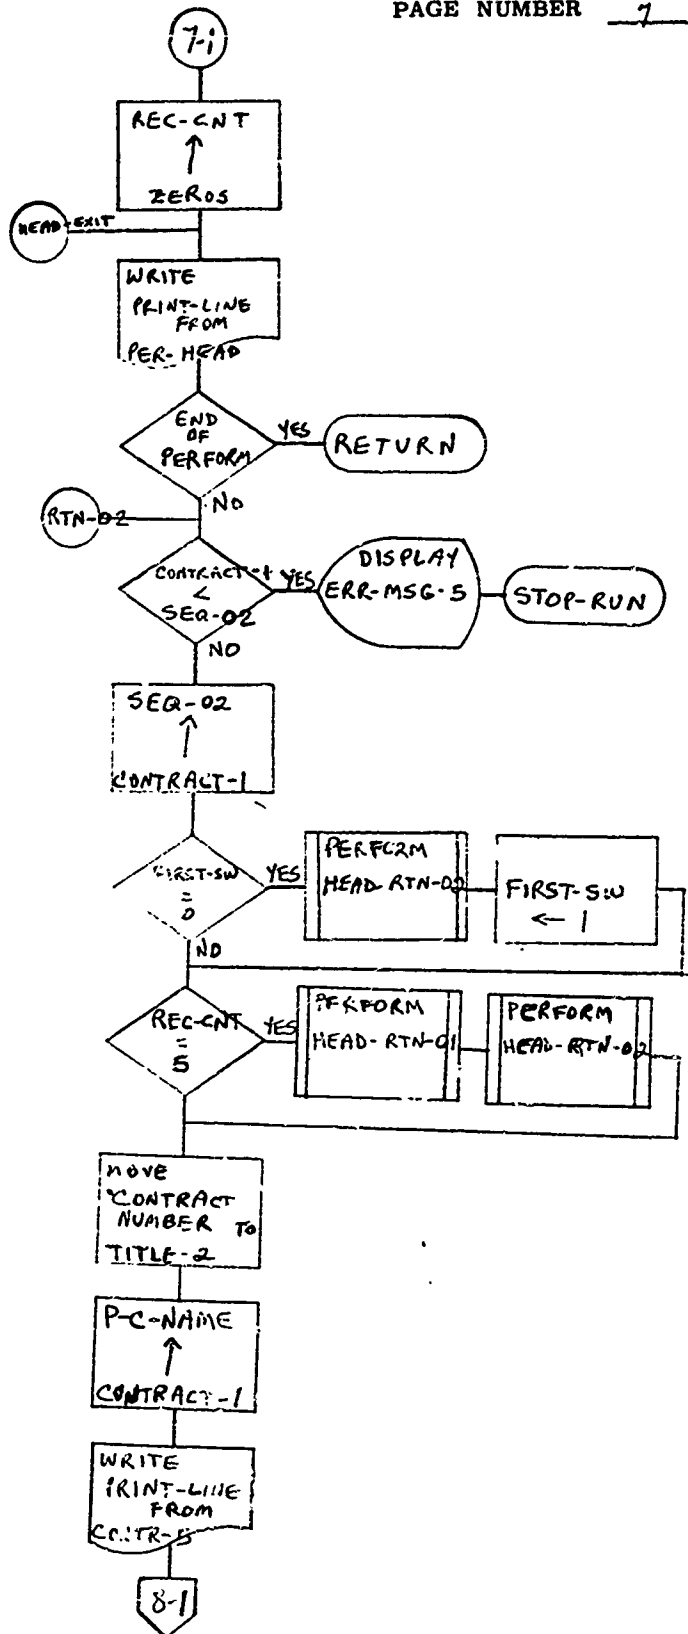 PAGE NUMBER 7
7-1
REC-CNT
↑
ZEROS
HEAD-EXIT
WRITE
PRINT-LINE
FROM
PER-HEAD
END
OF
PERFORM
YES
RETURN
NO
RTN-02
CONTRACT-1
<
SEQ-02
YES
DISPLAY
ERR-MSG-5
STOP-RUN
NO
SEQ-02
↑
CONTRACT-1
FIRST-SW
=
0
YES
PERFORM
HEAD-RTN-02
FIRST-SW
← 1
NO
REC-CNT
=
5
YES
PERFORM
HEAD-RTN-01
PERFORM
HEAD-RTN-02
MOVE
"CONTRACT
NUMBER TO
TITLE-2
P-C-NAME
↑
CONTRACT-1
WRITE
PRINT-LINE
FROM
CONTR-5
8-1